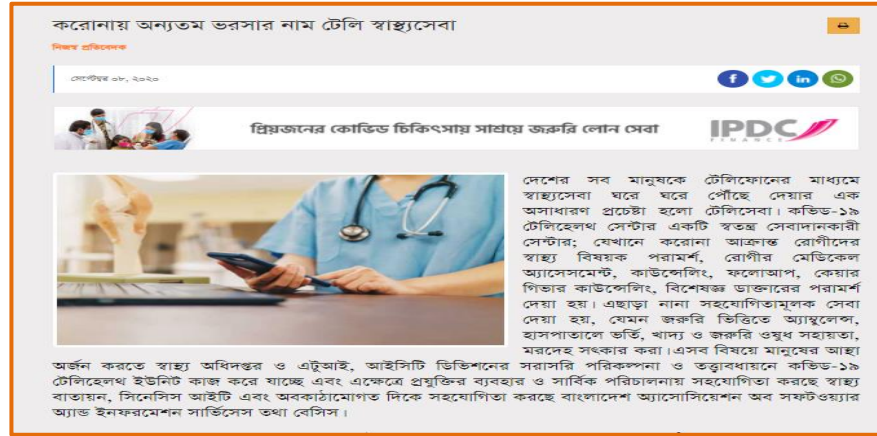 করোনায় অন্যতম ভরসার নাম টেলি স্বাস্থ্যসেবা
নিজস্ব প্রতিবেদক
সেপ্টেম্বর ০৮, ২০২০
প্রিয়জনের কোভিড চিকিৎসায় সাশ্রয়ে জরুরি লোন সেবা
IPDC
FINANCE
দেশের সব মানুষকে টেলিফোনের মাধ্যমে
স্বাস্থ্যসেবা ঘরে ঘরে পৌঁছে দেয়ার এক
অসাধারণ প্রচেষ্টা হলো টেলিসেবা। কভিড-১৯
টেলিহেলথ সেন্টার একটি স্বতন্ত্র সেবাদানকারী
সেন্টার; যেখানে করোনা আক্রান্ত রোগীদের
স্বাস্থ্য বিষয়ক পরামর্শ, রোগীর মেডিকেল
অ্যাসেসমেন্ট, কাউন্সেলিং, ফলোআপ, কেয়ার
গিভার কাউন্সেলিং, বিশেষজ্ঞ ডাক্তারের পরামর্শ
দেয়া হয়। এছাড়া নানা সহযোগিতামূলক সেবা
দেয়া হয়, যেমন জরুরি ভিত্তিতে অ্যাম্বুলেন্স,
হাসপাতালে ভর্তি, খাদ্য ও জরুরি ওষুধ সহায়তা,
মরদেহ সৎকার করা।এসব বিষয়ে মানুষের আস্থা
অর্জন করতে স্বাস্থ্য অধিদপ্তর ও এটুআই, আইসিটি ডিভিশনের সরাসরি পরিকল্পনা ও তত্ত্বাবধায়নে কভিড-১৯
টেলিহেলথ ইউনিট কাজ করে যাচ্ছে এবং এক্ষেত্রে প্রযুক্তির ব্যবহার ও সার্বিক পরিচালনায় সহযোগিতা করছে স্বাস্থ্য
বাতায়ন, সিনেসিস আইটি এবং অবকাঠামোগত দিকে সহযোগিতা করছে বাংলাদেশ অ্যাসোসিয়েশন অব সফটওয়্যার
অ্যান্ড ইনফরমেশন সার্ভিসেস তথা বেসিস।